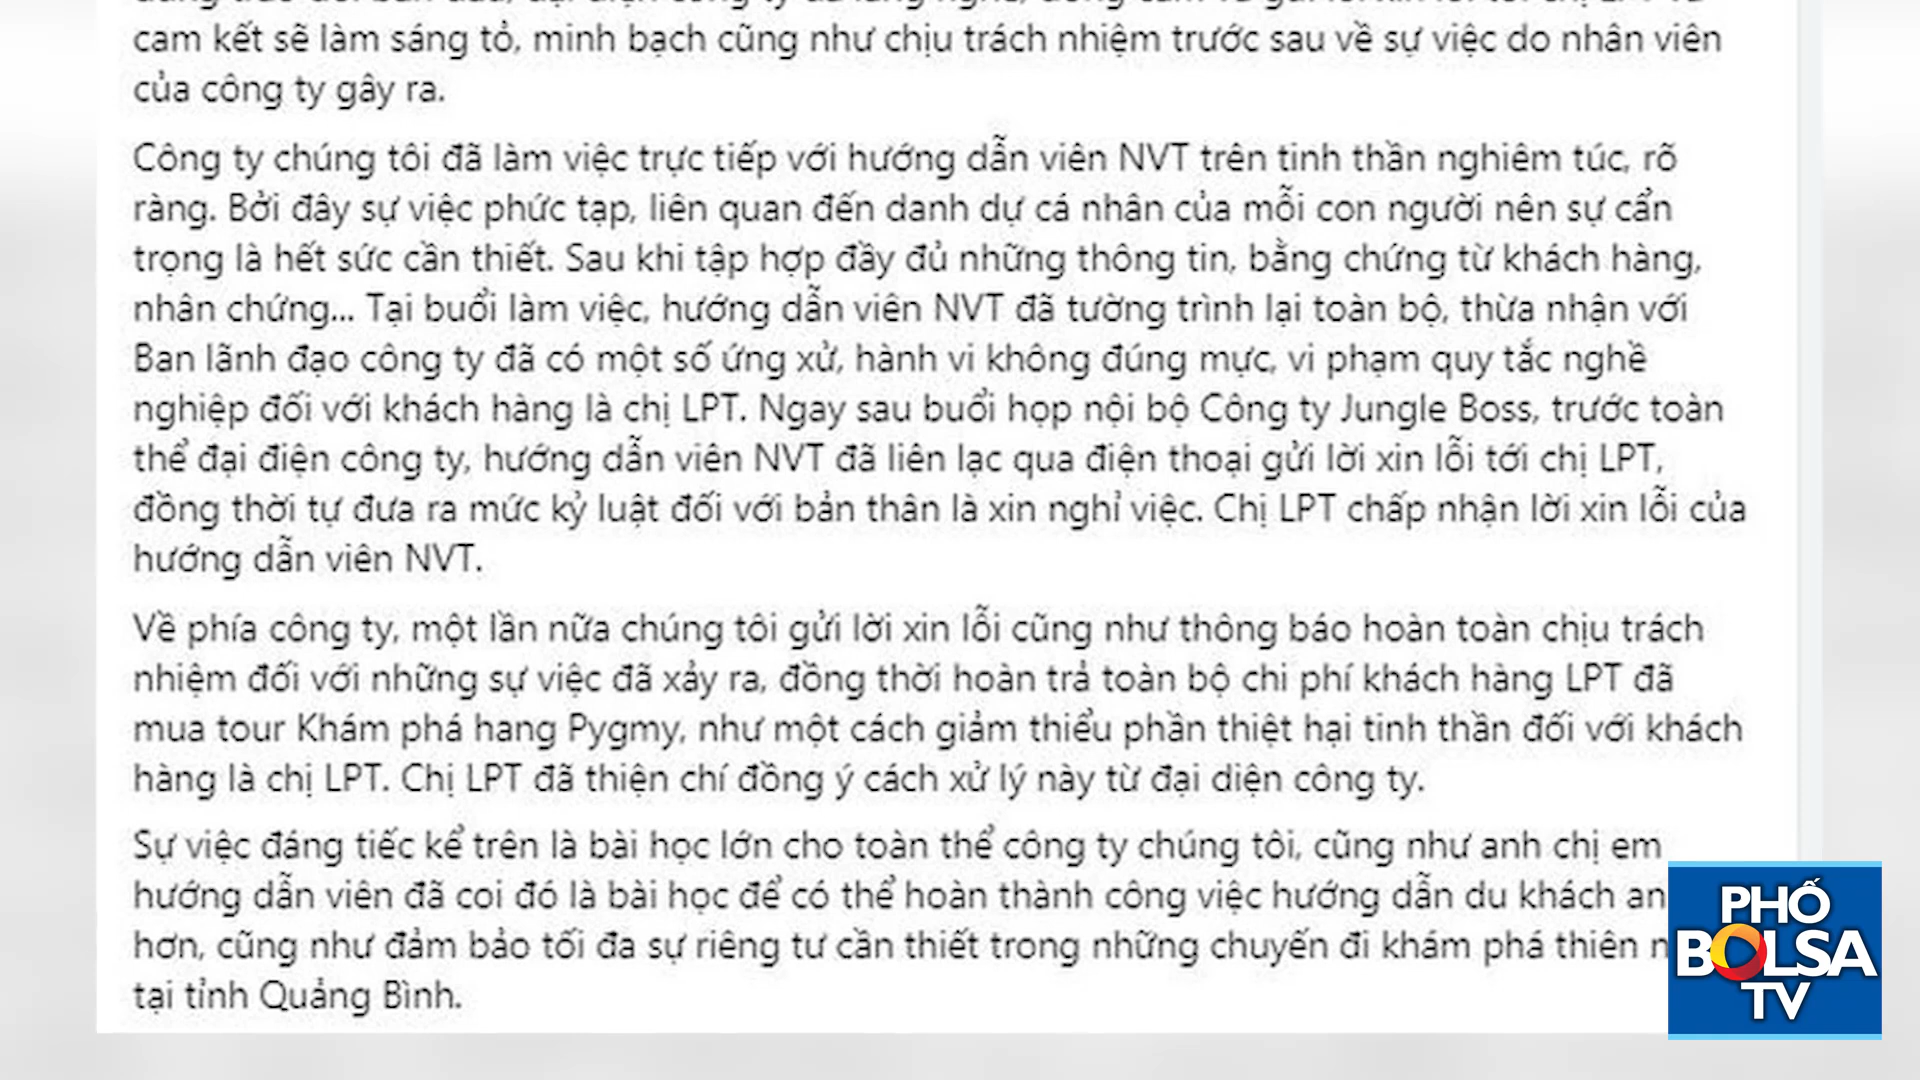 cam kết sẽ làm sáng tỏ, minh bạch cũng như chịu trách nhiệm trước sau về sự việc do nhân viên
của công ty gây ra.
Công ty chúng tôi đã làm việc trực tiếp với hướng dẫn viên NVT trên tinh thần nghiêm túc, rõ
ràng. Bởi đây sự việc phức tạp, liên quan đến danh dự cá nhân của mỗi con người nên sự cẩn
trọng là hết sức cần thiết. Sau khi tập hợp đầy đủ những thông tin, bằng chứng từ khách hàng,
nhân chứng... Tại buổi làm việc, hướng dẫn viên NVT đã tường trình lại toàn bộ, thừa nhận với
Ban lãnh đạo công ty đã có một số ứng xử, hành vi không đúng mực, vi phạm quy tắc nghề
nghiệp đối với khách hàng là chị LPT. Ngay sau buổi họp nội bộ Công ty Jungle Boss, trước toàn
thể đại điện công ty, hướng dẫn viên NVT đã liên lạc qua điện thoại gửi lời xin lỗi tới chị LPT,
đồng thời tự đưa ra mức kỷ luật đối với bản thân là xin nghỉ việc. Chị LPT chấp nhận lời xin lỗi của
hướng dẫn viên NVT.
Về phía công ty, một lần nữa chúng tôi gửi lời xin lỗi cũng như thông báo hoàn toàn chịu trách
nhiệm đối với những sự việc đã xảy ra, đồng thời hoàn trả toàn bộ chi phí khách hàng LPT đã
mua tour Khám phá hang Pygmy, như một cách giảm thiểu phần thiệt hại tinh thần đối với khách
hàng là chị LPT. Chị LPT đã thiện chí đồng ý cách xử lý này từ đại diện công ty.
Sự việc đáng tiếc kể trên là bài học lớn cho toàn thể công ty chúng tôi, cũng như anh chị em
hướng dẫn viên đã coi đó là bài học để có thể hoàn thành công việc hướng dẫn du khách an
hơn, cũng như đảm bảo tối đa sự riêng tư cần thiết trong những chuyến đi khám phá thiên
tại tỉnh Quảng Bình.
PHỐ
BOLSA
TV